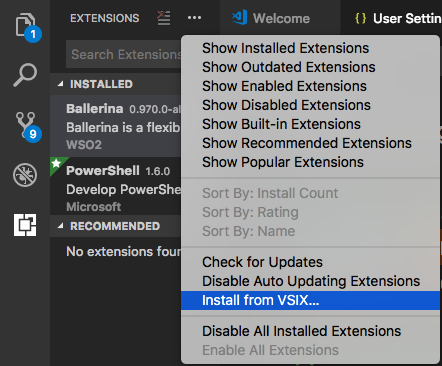 EXTENSIONS
Welcome
{ } User Settin
1
Search Extensions
INSTALLED
Ballerina 0.970.0-al
Ballerina is a flexib
WSO2
9
PowerShell 1.6.0
Develop PowerShe
Microsoft
RECOMMENDED
No extensions foun
Show Installed Extensions
Show Outdated Extensions
Show Enabled Extensions
Show Disabled Extensions
Show Built-in Extensions
Show Recommended Extensions
Show Popular Extensions
Sort By: Install Count
Sort By: Rating
Sort By: Name
Check for Updates
Disable Auto Updating Extensions
Install from VSIX...
Disable All Installed Extensions
Enable All Extensions